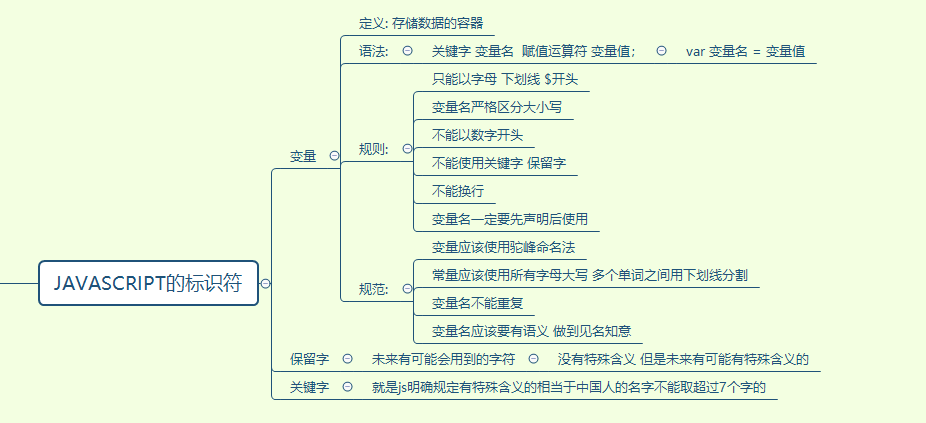 JAVASCRIPT的标识符
变量
定义: 存储数据的容器
语法:
关键字 变量名 赋值运算符 变量值;
var 变量名 = 变量值
规则:
只能以字母 下划线 $开头
变量名严格区分大小写
不能以数字开头
不能使用关键字 保留字
不能换行
变量名一定要先声明后使用
规范:
变量应该使用驼峰命名法
常量应该使用所有字母大写 多个单词之间用下划线分割
变量名不能重复
变量名应该要有语义 做到见名知意
保留字
未来有可能会用到的字符
没有特殊含义 但是未来有可能有特殊含义的
关键字
就是js明确规定有特殊含义的相当于中国人的名字不能取超过7个字的